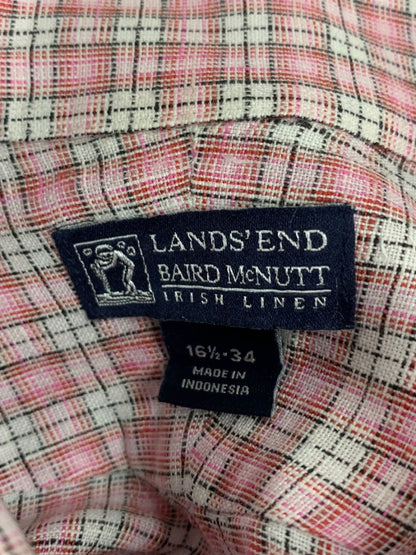 LANDS' END
BAIRD MCNUTT
IRISH LINEN
16½-34
MADE IN
INDONESIA